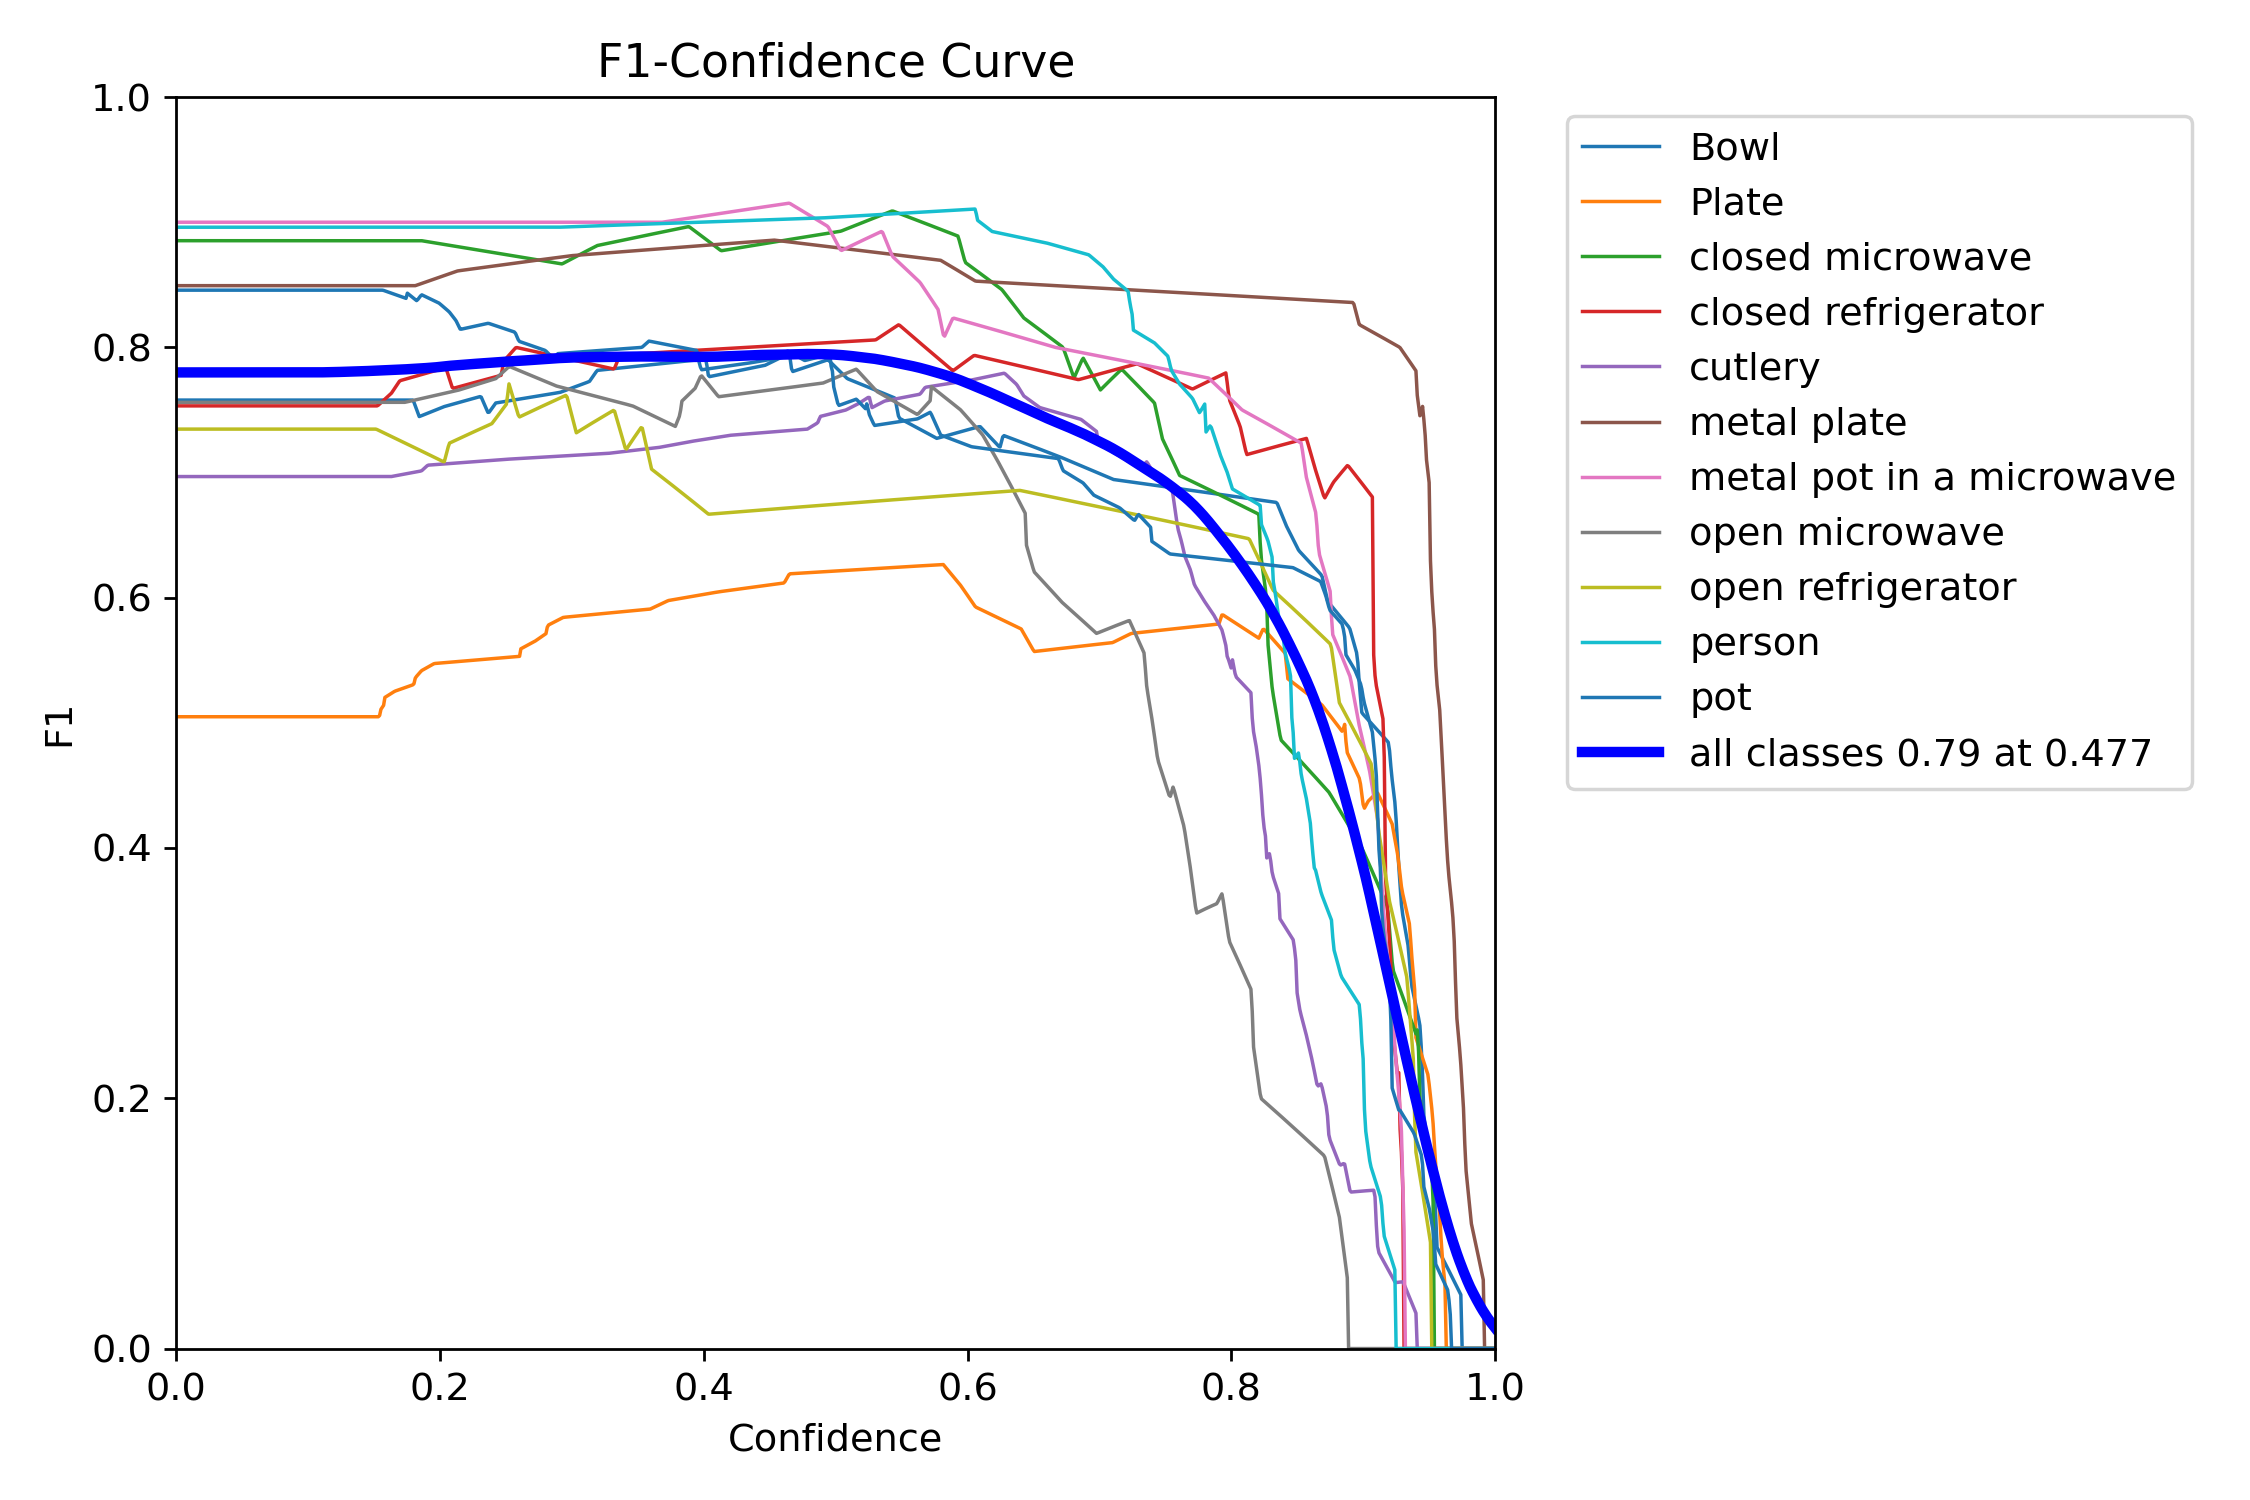 F1-Confidence Curve
1.0
0.8
0.6
0.4
0.2
0.0
F1
0.0 0.2 0.4 0.6 0.8 1.0
Confidence
Bowl
Plate
closed microwave
closed refrigerator
cutlery
metal plate
metal pot in a microwave
open microwave
open refrigerator
person
pot
all classes 0.79 at 0.477